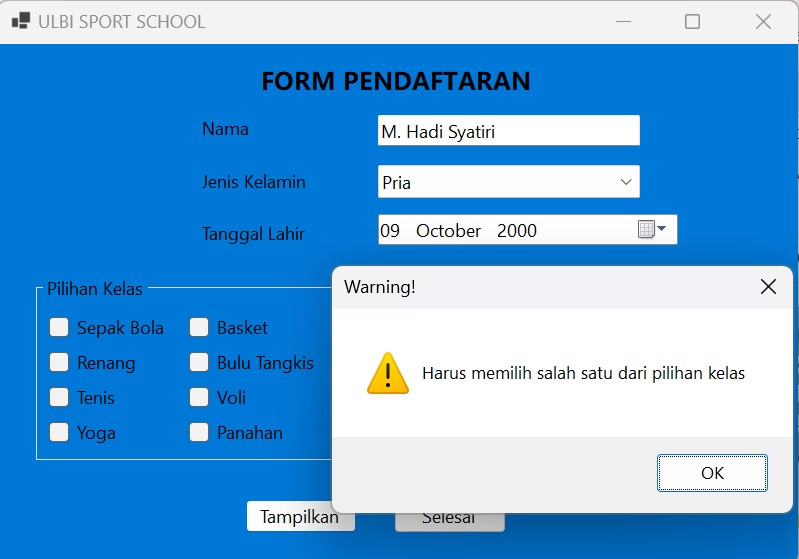 ULBI SPORT SCHOOL
FORM PENDAFTARAN
Nama M. Hadi Syatiri
Jenis Kelamin Pria
Tanggal Lahir 09 October 2000
Pilihan Kelas
Sepak Bola Basket
Renang Bulu Tangkis
Tenis Voli
Yoga Panahan
Warning!
Harus memilih salah satu dari pilihan kelas
OK
Tampilkan Selesai